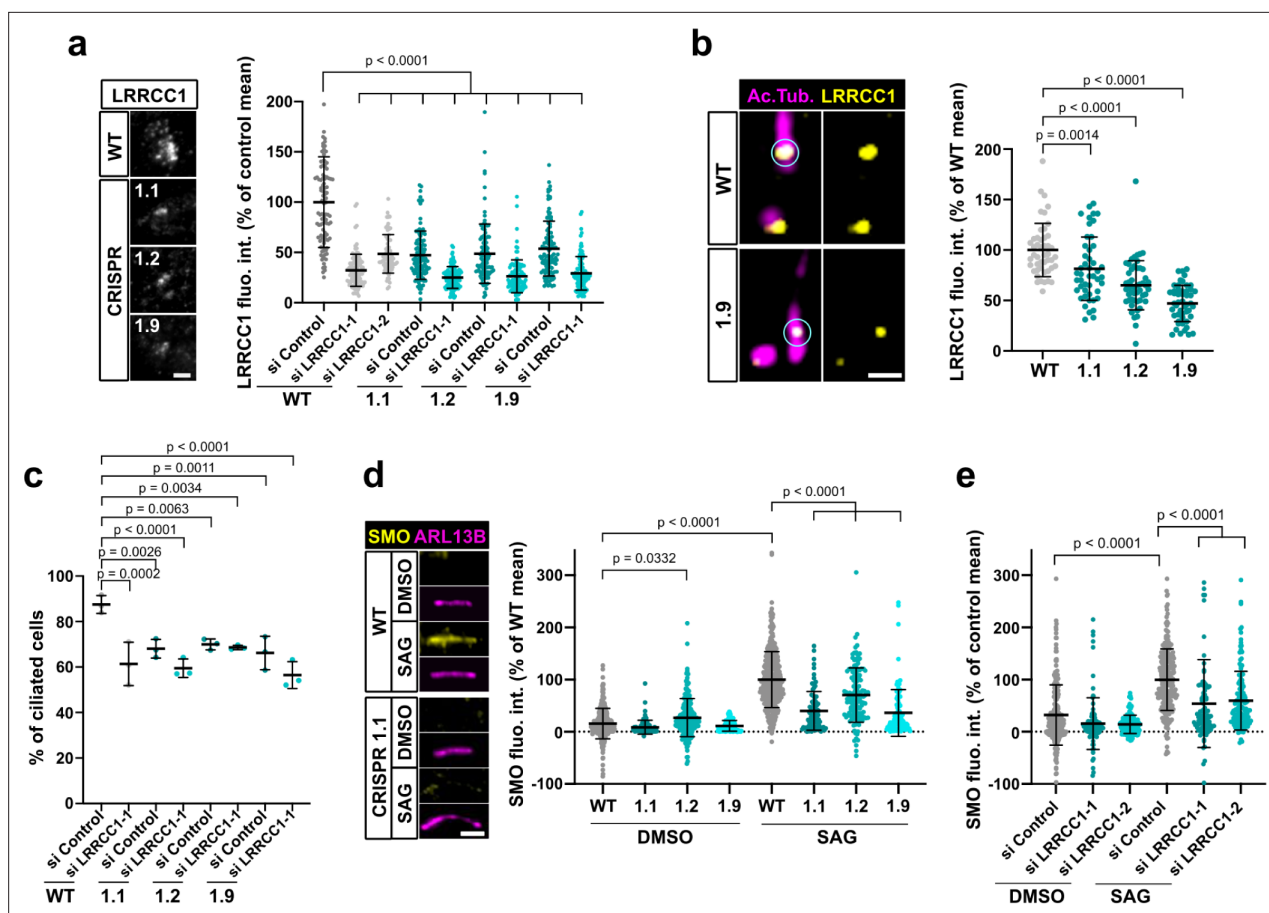 a
LRRCC1
WT
CRISPR
1.1
1.2
1.9
LRRCC1 fluo. int. (% of control mean)
p < 0.0001
200
150
100
50
0
si Control
si LRRCC1-1
si LRRCC1-2
si Control
si LRRCC1-1
si Control
si LRRCC1-1
si Control
si LRRCC1-1
WT 1.1 1.2 1.9
b
Ac.Tub. LRRCC1
WT
1.9
LRRCC1 fluo. int. (% of WT mean)
p < 0.0001
p < 0.0001
p = 0.0014
200
150
100
50
0
WT 1.1 1.2 1.9
c
p < 0.0001
p = 0.0011
p = 0.0034
p = 0.0063
p < 0.0001
p = 0.0026
p = 0.0002
% of ciliated cells
100
80
60
40
20
0
si Control
si LRRCC1-1
si Control
si LRRCC1-1
si Control
si LRRCC1-1
si Control
si LRRCC1-1
WT 1.1 1.2 1.9
d
SMO ARL13B
WT
DMSO
SAG
CRISPR 1.1
DMSO
SAG
SMO fluo. int. (% of WT mean)
p < 0.0001
p < 0.0001
p = 0.0332
300
200
100
0
-100
WT 1.1 1.2 1.9 WT 1.1 1.2 1.9
DMSO SAG
e
SMO fluo. int. (% of control mean)
p < 0.0001
p < 0.0001
300
200
100
0
-100
si Control
si LRRCC1-1
si LRRCC1-2
si Control
si LRRCC1-1
si LRRCC1-2
DMSO SAG